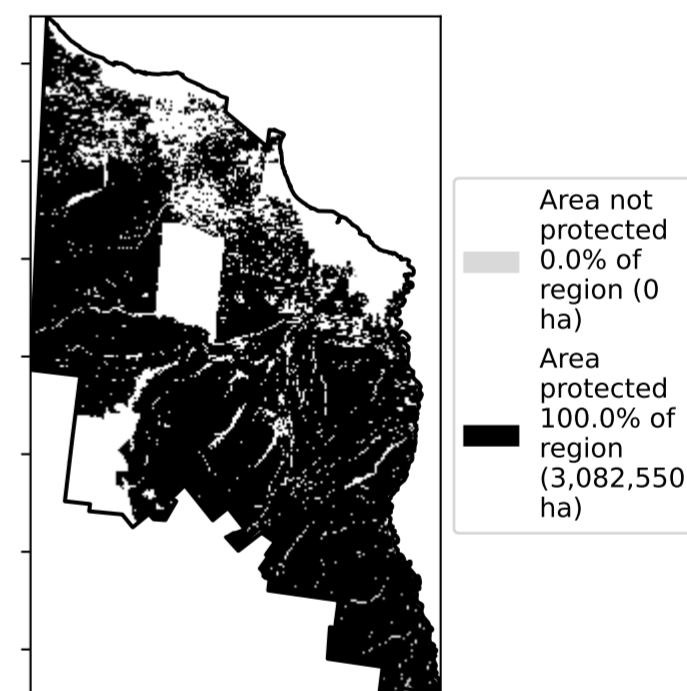 Area not
protected
0.0% of
region (0
ha)
Area
protected
100.0% of
region
(3,082,550
ha)